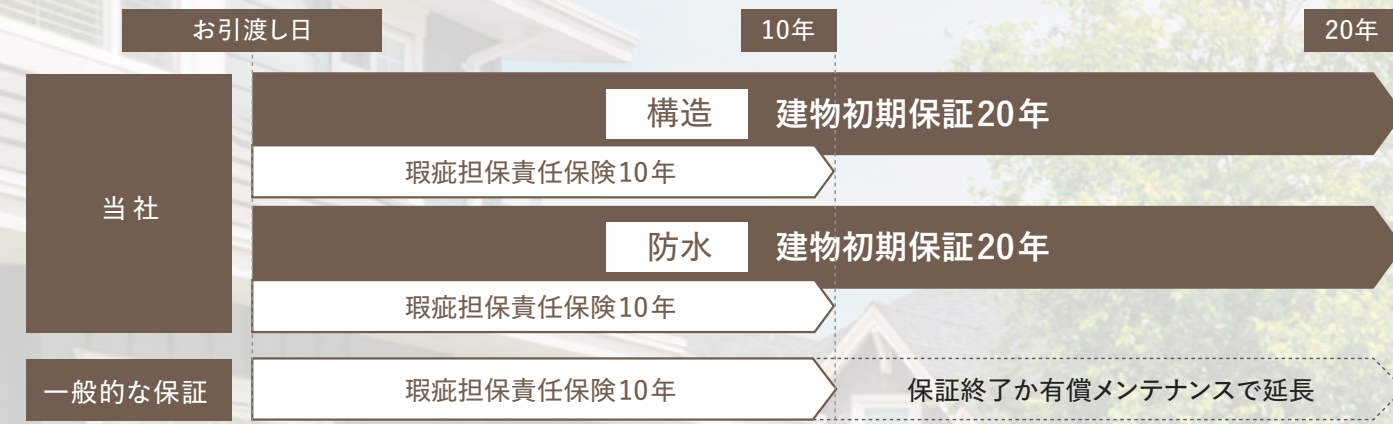 お引渡し日
10年
20年
当社
構造 建物初期保証20年
瑕疵担保責任保険10年
防水 建物初期保証20年
瑕疵担保責任保険10年
一般的な保証
瑕疵担保責任保険10年
保証終了か有償メンテナンスで延長